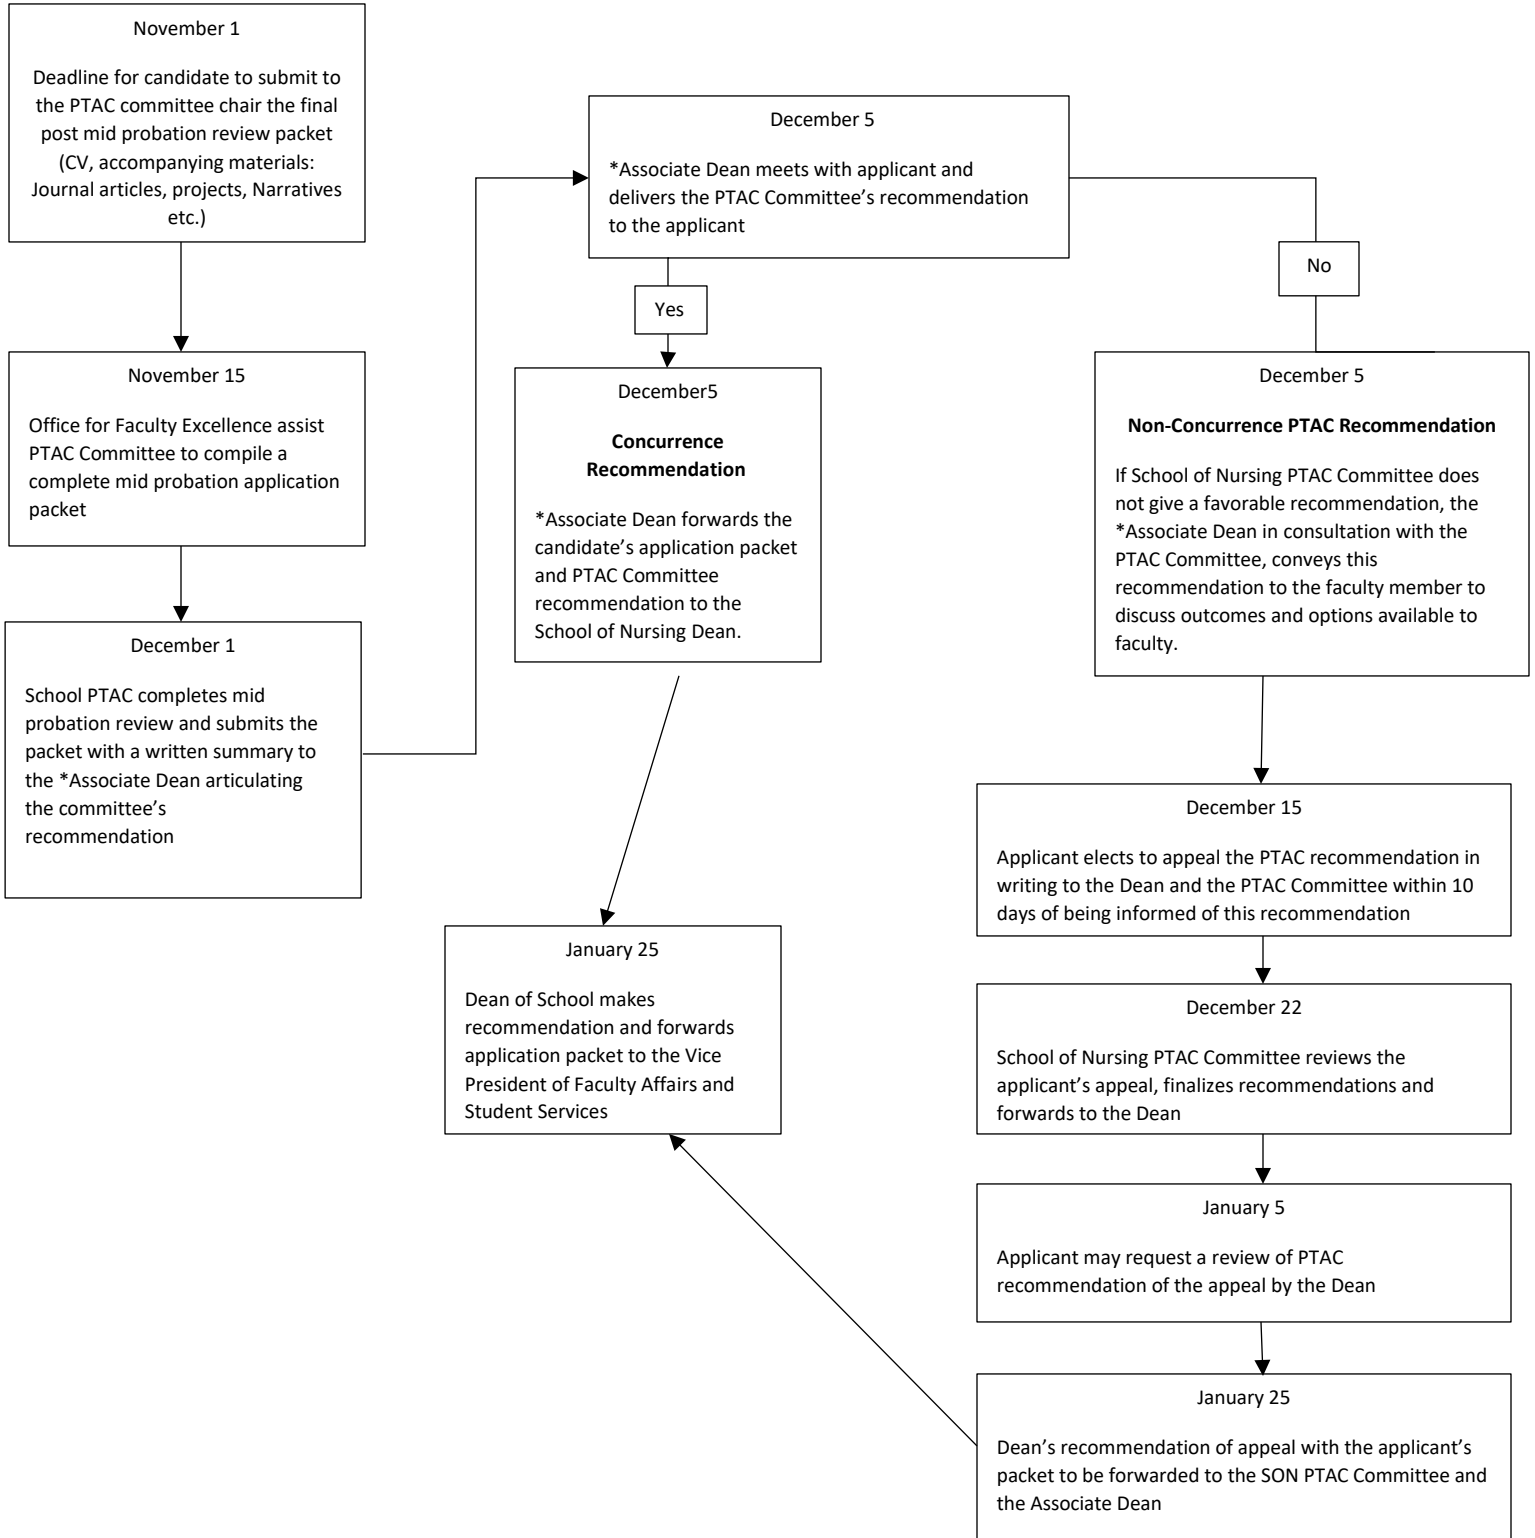 November 1
Deadline for candidate to submit to
the PTAC committee chair the final
post mid probation review packet
(CV, accompanying materials:
Journal articles, projects, Narratives
etc.)
November 15
Office for Faculty Excellence assist
PTAC Committee to compile a
complete mid probation application
packet
December 1
School PTAC completes mid
probation review and submits the
packet with a written summary to
the *Associate Dean articulating
the committee’s
recommendation
December 5
*Associate Dean meets with applicant and
delivers the PTAC Committee’s recommendation
to the applicant
Yes
December5
Concurrence
Recommendation
*Associate Dean forwards the
candidate’s application packet
and PTAC Committee
recommendation to the
School of Nursing Dean.
January 25
Dean of School makes
recommendation and forwards
application packet to the Vice
President of Faculty Affairs and
Student Services
No
December 5
Non-Concurrence PTAC Recommendation
If School of Nursing PTAC Committee does
not give a favorable recommendation, the
*Associate Dean in consultation with the
PTAC Committee, conveys this
recommendation to the faculty member to
discuss outcomes and options available to
faculty.
December 15
Applicant elects to appeal the PTAC recommendation in
writing to the Dean and the PTAC Committee within 10
days of being informed of this recommendation
December 22
School of Nursing PTAC Committee reviews the
applicant’s appeal, finalizes recommendations and
forwards to the Dean
January 5
Applicant may request a review of PTAC
recommendation of the appeal by the Dean
January 25
Dean’s recommendation of appeal with the applicant’s
packet to be forwarded to the SON PTAC Committee and
the Associate Dean